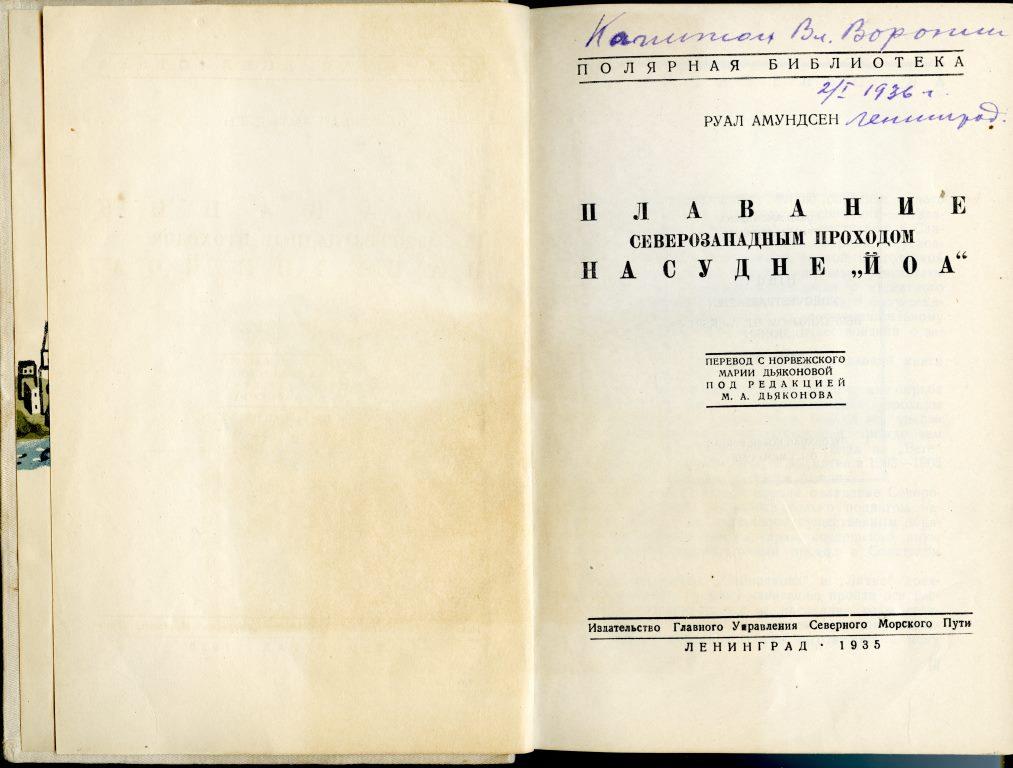 Капитан Вл. Воронин
ПОЛЯРНАЯ БИБЛИОТЕКА
2/I 1936 г.
РУАЛ АМУНДСЕН Ленинград.
ПЛАВАНИЕ
СЕВЕРОЗАПАДНЫМ ПРОХОДОМ
НА СУДНЕ „ЙОА“
ПЕРЕВОД С НОРВЕЖСКОГО
МАРИИ ДЬЯКОНОВОЙ
ПОД РЕДАКЦИЕЙ
М. А. ДЬЯКОНОВА
Издательство Главного Управления Северного Морского Пути
ЛЕНИНГРАД · 1935